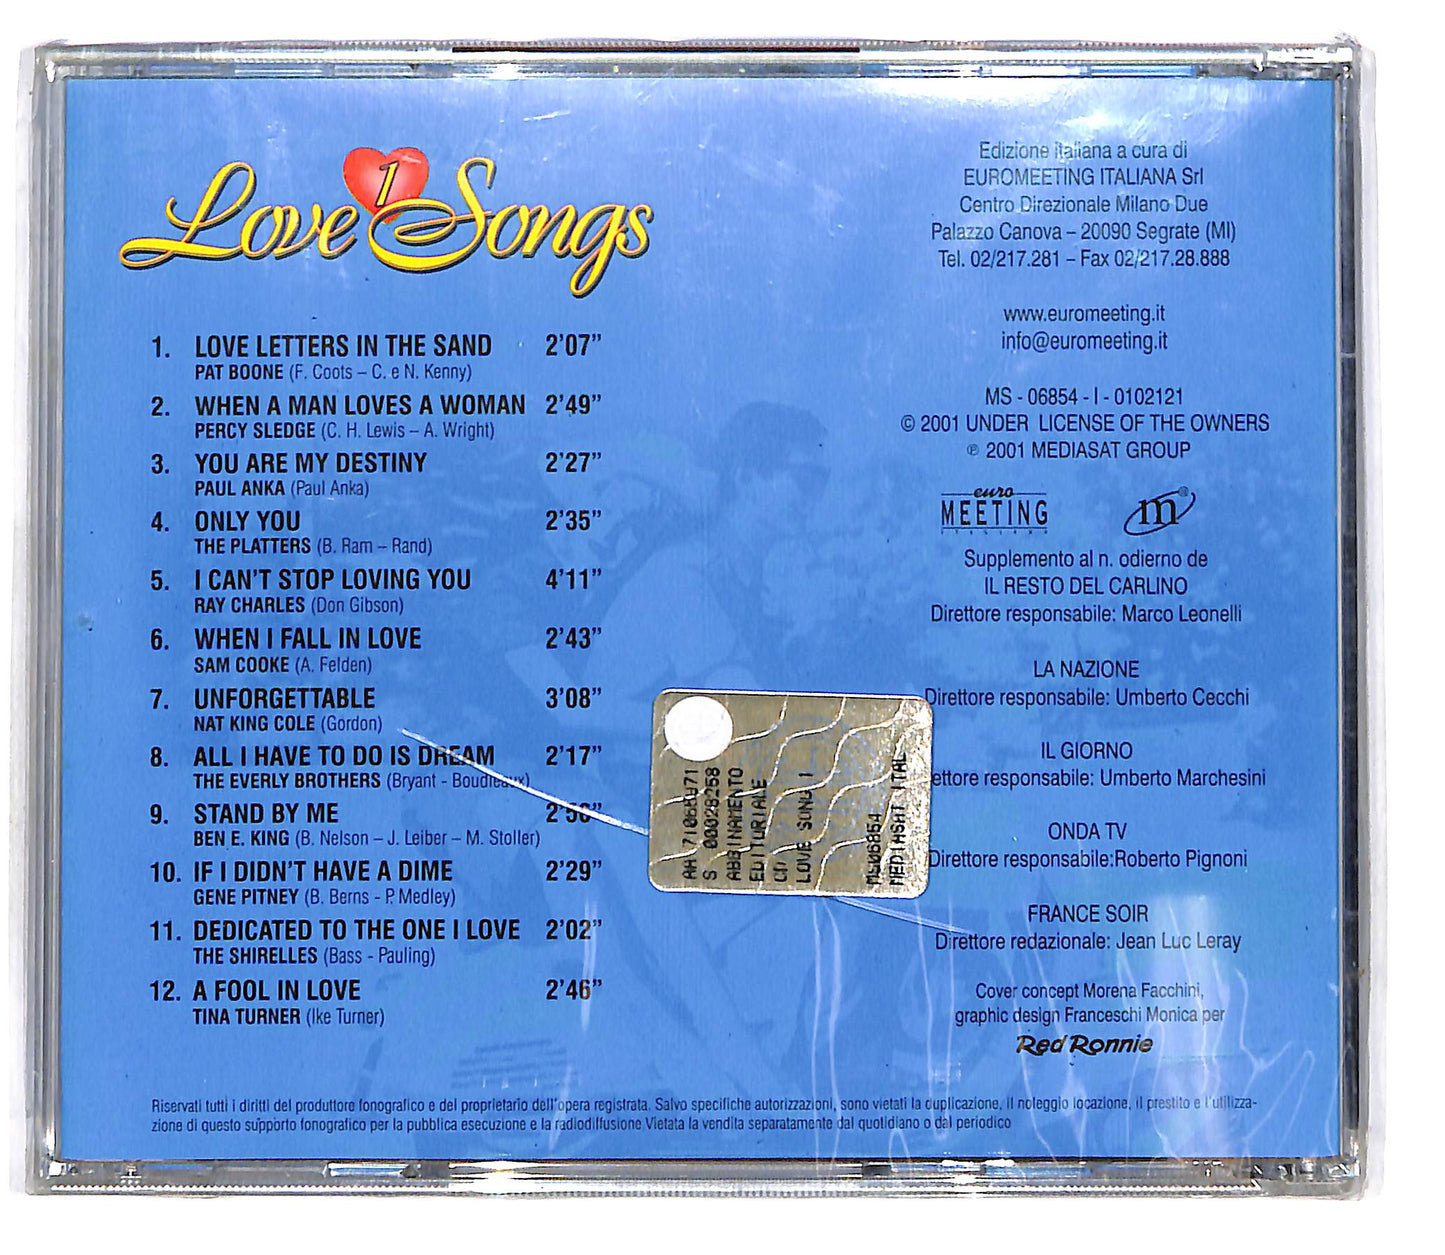 Love 1 Songs
1. LOVE LETTERS IN THE SAND 2'07"
PAT BOONE (F. Coots – C. e N. Kenny)
2. WHEN A MAN LOVES A WOMAN 2'49"
PERCY SLEDGE (C. H. Lewis – A. Wright)
3. YOU ARE MY DESTINY 2'27"
PAUL ANKA (Paul Anka)
4. ONLY YOU 2'35"
THE PLATTERS (B. Ram – Rand)
5. I CAN'T STOP LOVING YOU 4'11"
RAY CHARLES (Don Gibson)
6. WHEN I FALL IN LOVE 2'43"
SAM COOKE (A. Felden)
7. UNFORGETTABLE 3'08"
NAT KING COLE (Gordon)
8. ALL I HAVE TO DO IS DREAM 2'17"
THE EVERLY BROTHERS (Bryant - Boudleaux)
9. STAND BY ME
BEN E. KING (B. Nelson – J. Leiber – M. Stoller)
10. IF I DIDN'T HAVE A DIME 2'29"
GENE PITNEY (B. Berns - P. Medley)
11. DEDICATED TO THE ONE I LOVE 2'02"
THE SHIRELLES (Bass - Pauling)
12. A FOOL IN LOVE 2'46"
TINA TURNER (Ike Turner)
Edizione italiana a cura di
EUROMEETING ITALIANA Srl
Centro Direzionale Milano Due
Palazzo Canova – 20090 Segrate (MI)
Tel. 02/217.281 – Fax 02/217.28.888
www.euromeeting.it
info@euromeeting.it
MS - 06854 - I - 0102121
© 2001 UNDER LICENSE OF THE OWNERS
℗ 2001 MEDIASAT GROUP
euro
MEETING
ITALIANA
m®
Supplemento al n. odierno de
IL RESTO DEL CARLINO
Direttore responsabile: Marco Leonelli
LA NAZIONE
Direttore responsabile: Umberto Cecchi
IL GIORNO
ettore responsabile: Umberto Marchesini
ONDA TV
Direttore responsabile:Roberto Pignoni
FRANCE SOIR
Direttore redazionale: Jean Luc Leray
Cover concept Morena Facchini,
graphic design Franceschi Monica per
Red Ronnie
AA
S 00028258
ABBINAMENTO
EDITORIALE
CD
LOVE SONG 1
MS06854
MEDIASAT ITAL
Riservati tutti i diritti del produttore fonografico e del proprietario dell'opera registrata. Salvo specifiche autorizzazioni, sono vietati la duplicazione, il noleggio locazione, il prestito e l'utilizza-
zione di questo supporto fonografico per la pubblica esecuzione e la radiodiffusione Vietata la vendita separatamente dal quotidiano o dal periodico